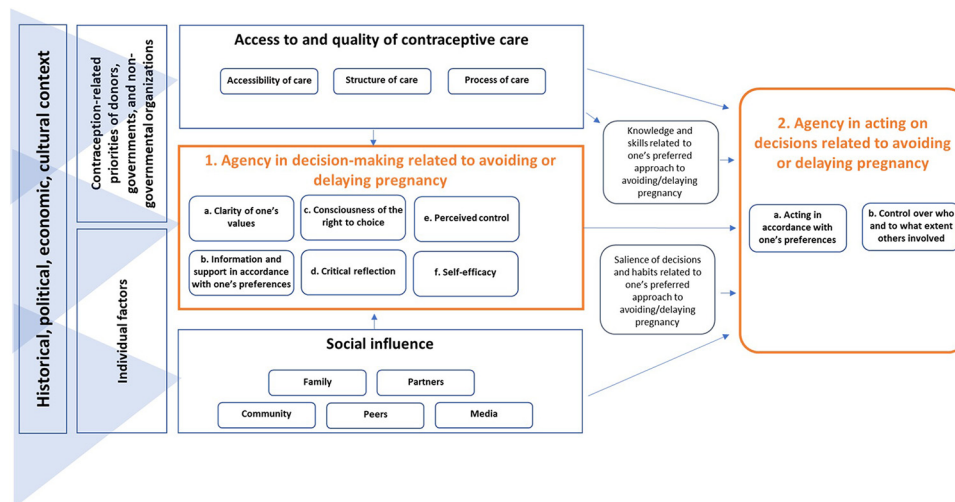 Historical, political, economic, cultural context
Contraception-related
priorities of donors,
governments, and non-
governmental organizations
Individual factors
Access to and quality of contraceptive care
Accessibility of care
Structure of care
Process of care
1. Agency in decision-making related to avoiding or
delaying pregnancy
a. Clarity of one's
values
c. Consciousness of the
right to choice
e. Perceived control
b. Information and
support in accordance
with one's preferences
d. Critical reflection
f. Self-efficacy
Social influence
Family
Partners
Community
Peers
Media
Knowledge and
skills related to
one's preferred
approach to
avoiding/delaying
pregnancy
Salience of decisions
and habits related to
one's preferred
approach to
avoiding/delaying
pregnancy
2. Agency in acting on
decisions related to avoiding
or delaying pregnancy
a. Acting in
accordance with
one's preferences
b. Control over who
and to what extent
others involved